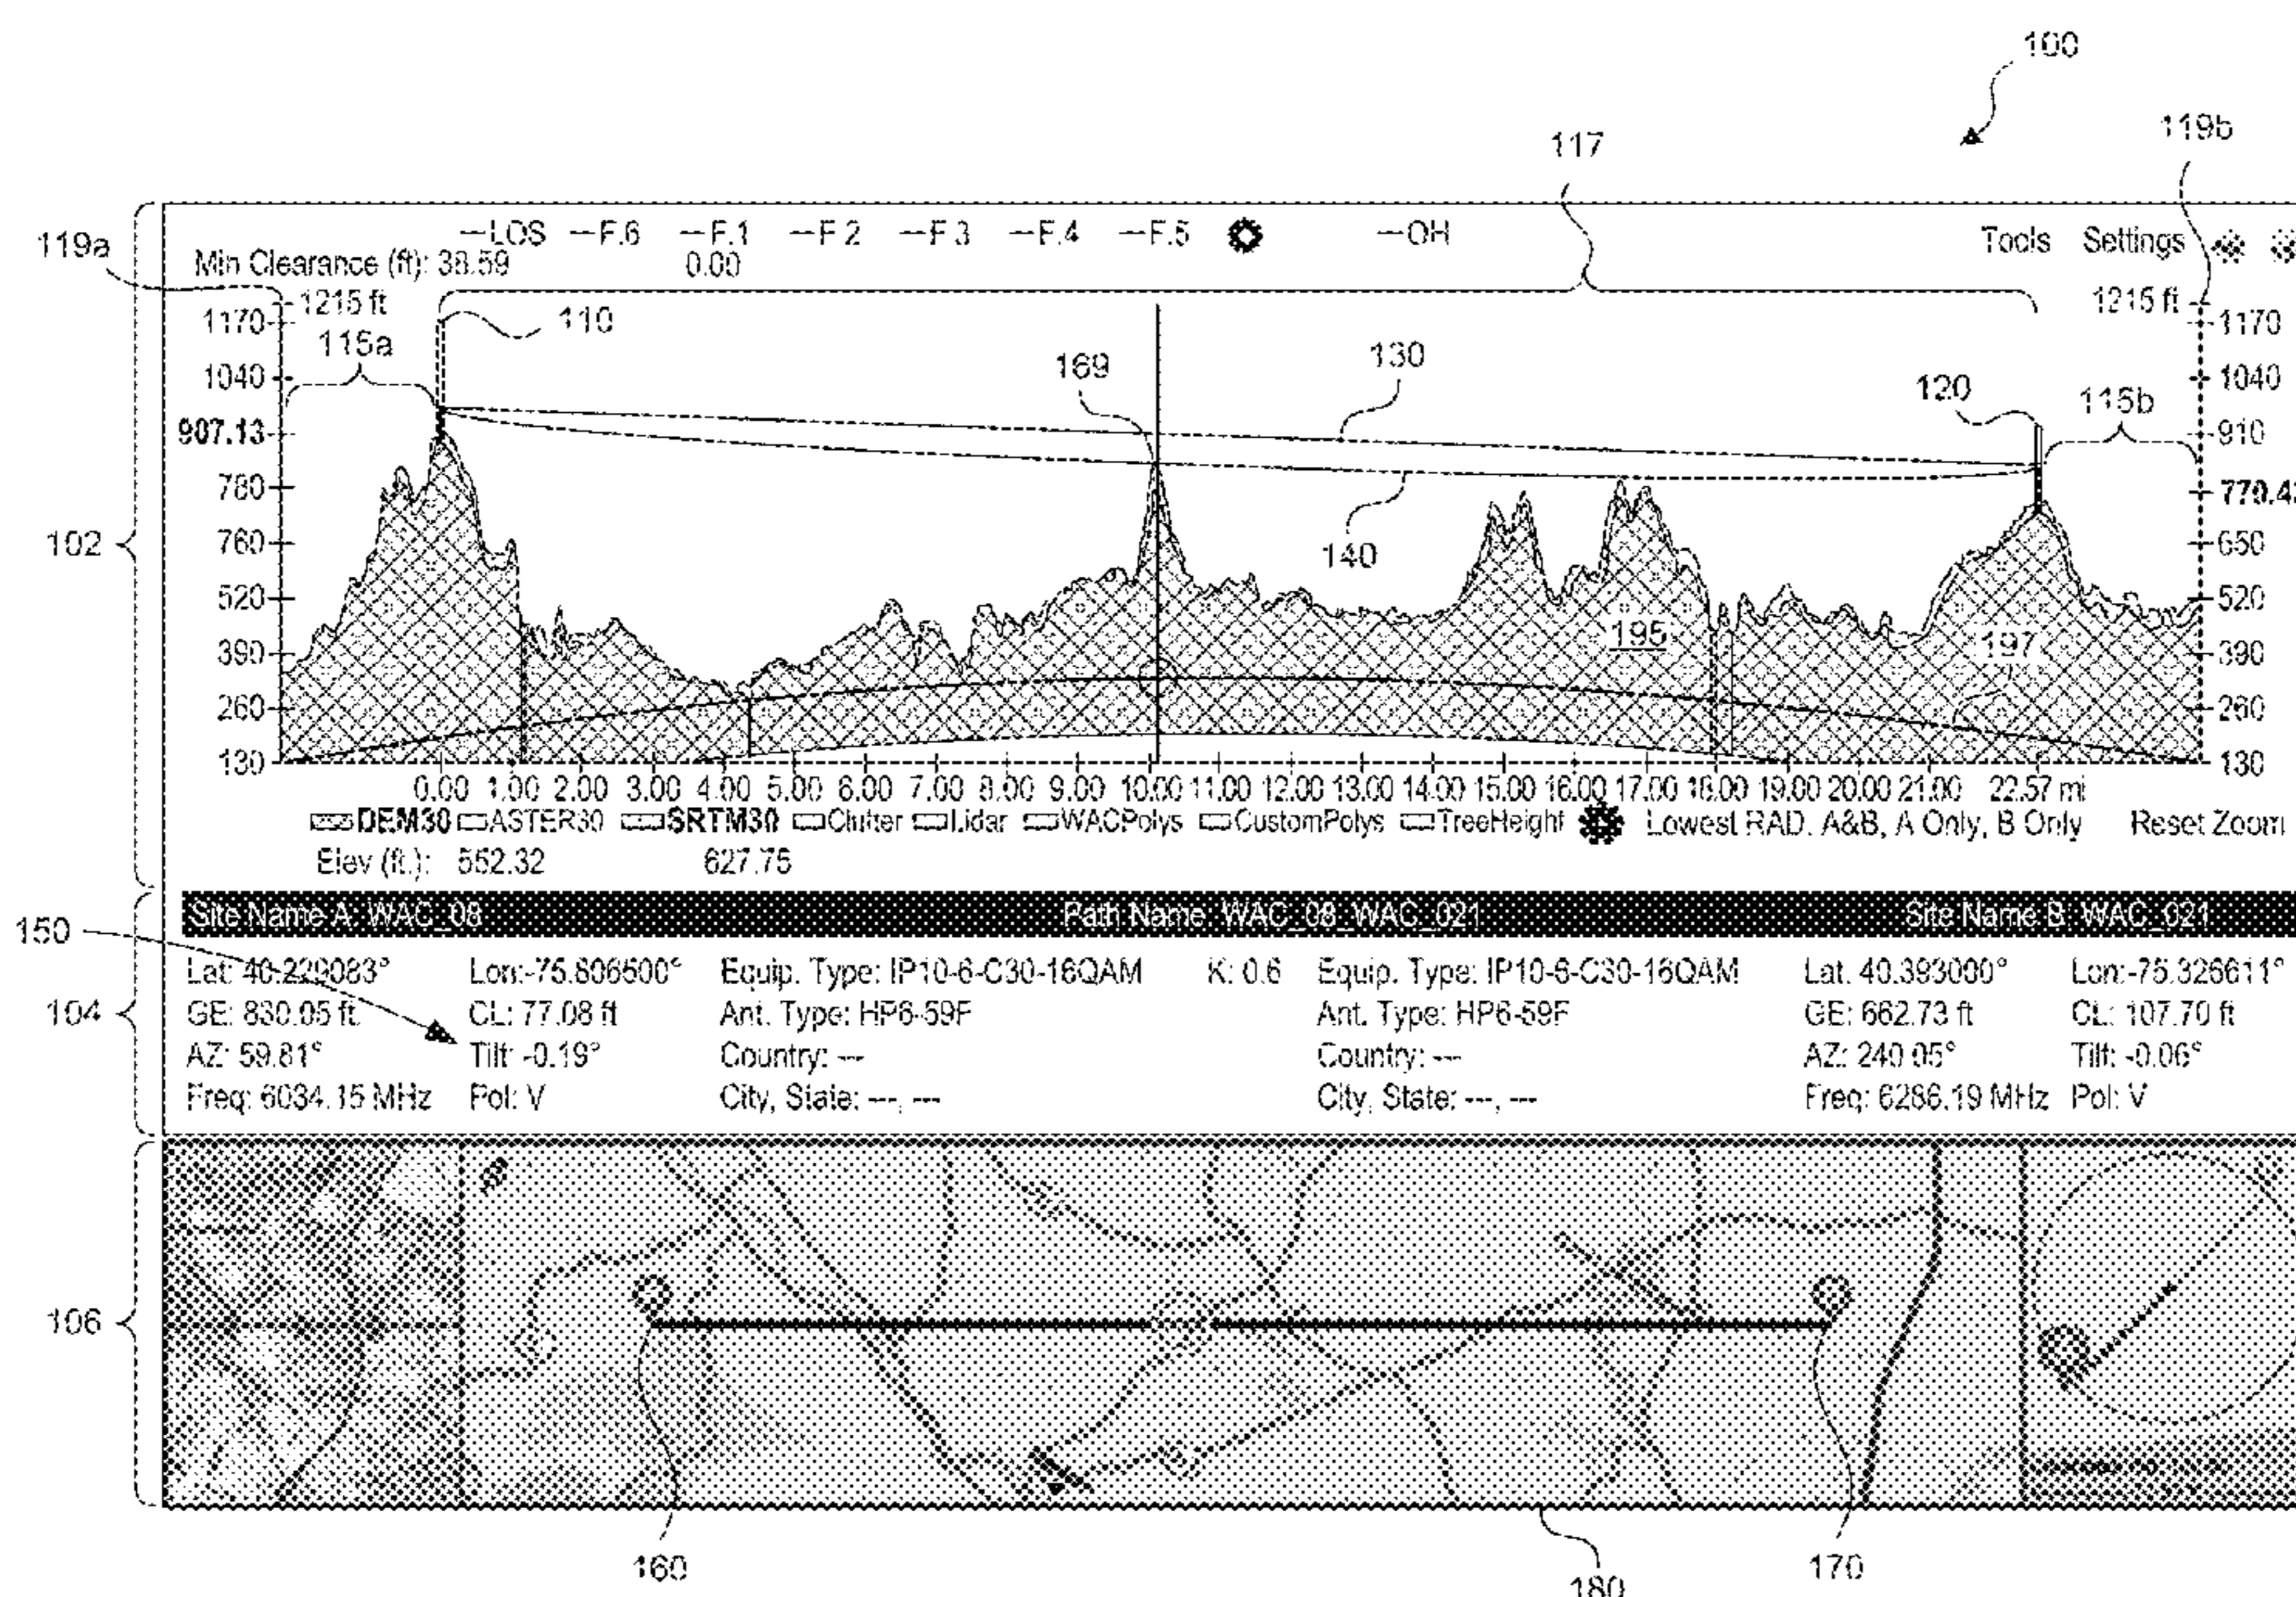 100
117
119b
119a
—LOS —F.6 —F.1 —F.2 —F.3 —F.4 —F.5 —OH Tools Settings
Min Clearance (ft): 38.59 0.00
1215 ft 1215 ft
1170 110 1170
115a
169 130
1040 120 115b 1040
907.13 910
780 770.4
102 140
760 650
520 520
195 197
390 390
260 260
130 130
0.00 1.00 2.00 3.00 4.00 5.00 6.00 7.00 8.00 9.00 10.00 11.00 12.00 13.00 14.00 15.00 16.00 17.00 18.00 19.00 20.00 21.00 22.57 mi
DEM30 ASTER30 SRTM30 Clutter Lidar WACPolys CustomPolys TreeHeight Lowest RAD. A&B, A Only, B Only Reset Zoom
Elev (ft.): 552.32 627.75
150
Site Name A: WAC_08 Path Name WAC_08_WAC_021 Site Name B: WAC_021
Lat: 40.229083° Lon:-75.806500° Equip. Type: IP10-6-C30-16QAM K: 0.6 Equip. Type: IP10-6-C30-16QAM Lat. 40.393000° Lon:-75.326611°
104
GE: 830.05 ft. CL: 77.08 ft Ant. Type: HP6-59F Ant. Type: HP6-59F GE: 662.73 ft CL: 107.70 ft
AZ: 59.81° Tilt: -0.19° Country: --- Country: --- AZ: 240.05° Tilt: -0.06°
Freq: 6034.15 MHz Pol: V City, State: ---, --- City, State: ---, --- Freq: 6286.19 MHz Pol: V
106
160 180 170